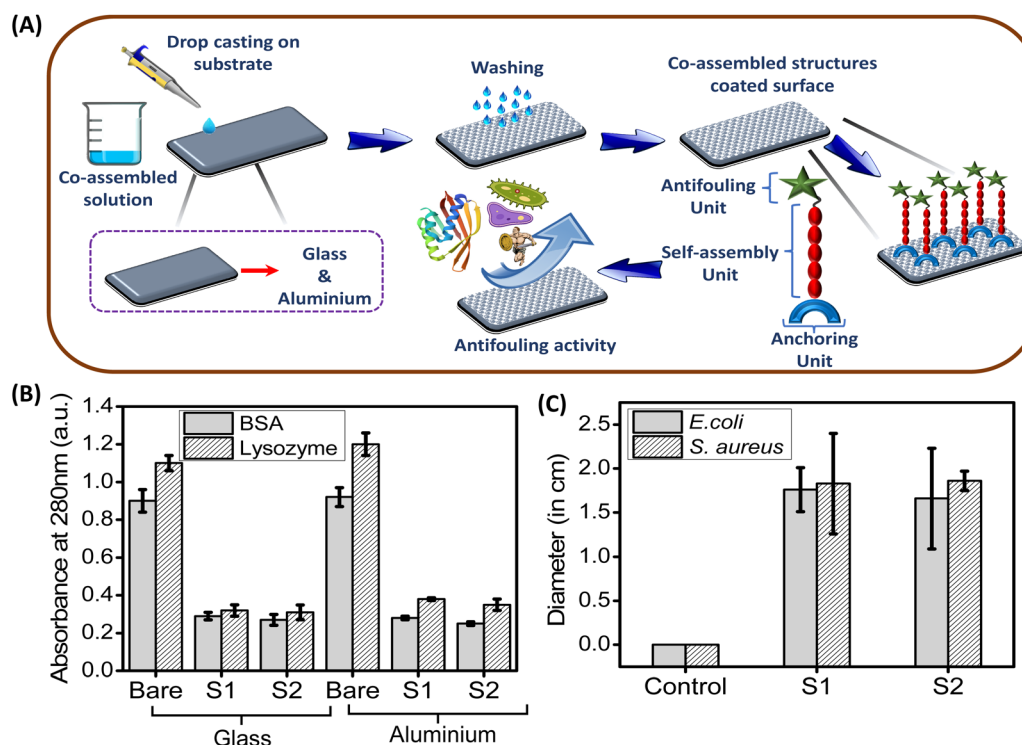 (A)
Drop casting on
substrate
Co-assembled
solution
Glass
&
Aluminium
Washing
Co-assembled structures
coated surface
Antifouling
Unit
Self-assembly
Unit
Anchoring
Unit
Antifouling activity
(B)
Absorbance at 280nm (a.u.)
1.4
1.2
1.0
0.8
0.6
0.4
0.2
0.0
BSA
Lysozyme
Bare S1 S2 Bare S1 S2
Glass Aluminium
(C)
Diameter (in cm)
2.5
2.0
1.5
1.0
0.5
0.0
E.coli
S. aureus
Control S1 S2